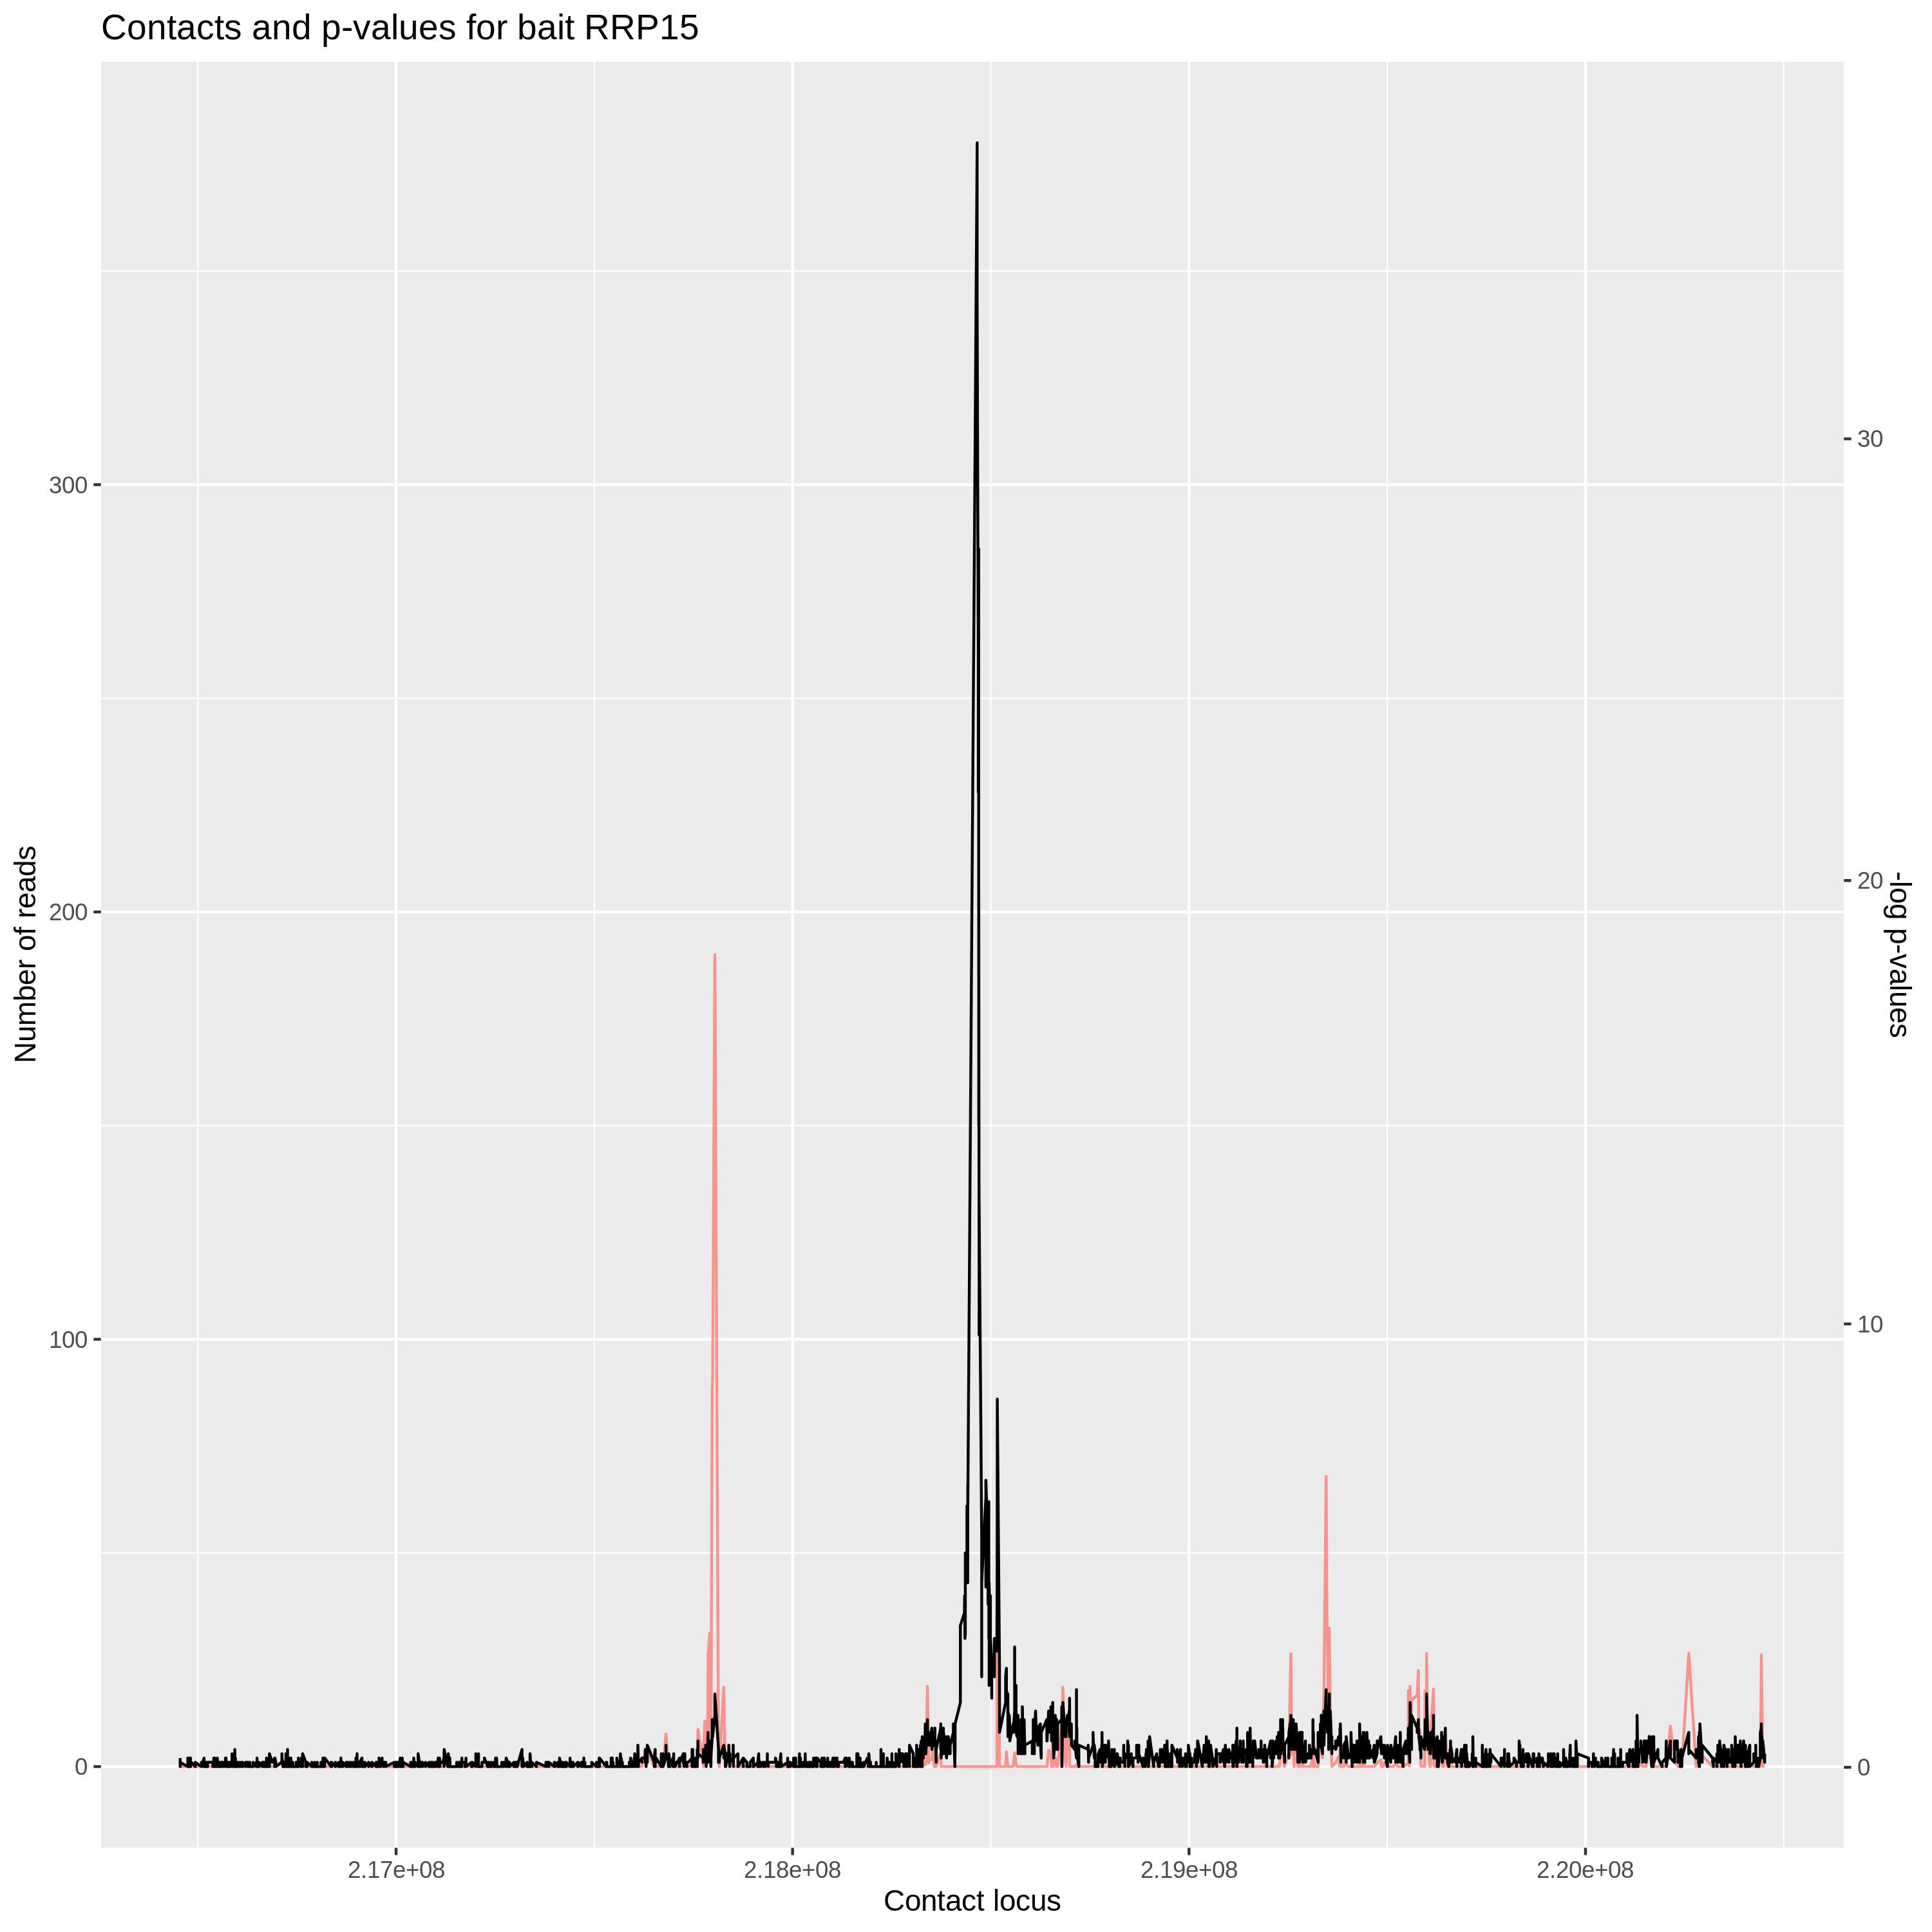 Contacts and p-values for bait RRP15
300
200
100
0
30
20
10
0
Number of reads
-log p-values
2.17e+08
2.18e+08
2.19e+08
2.20e+08
Contact locus